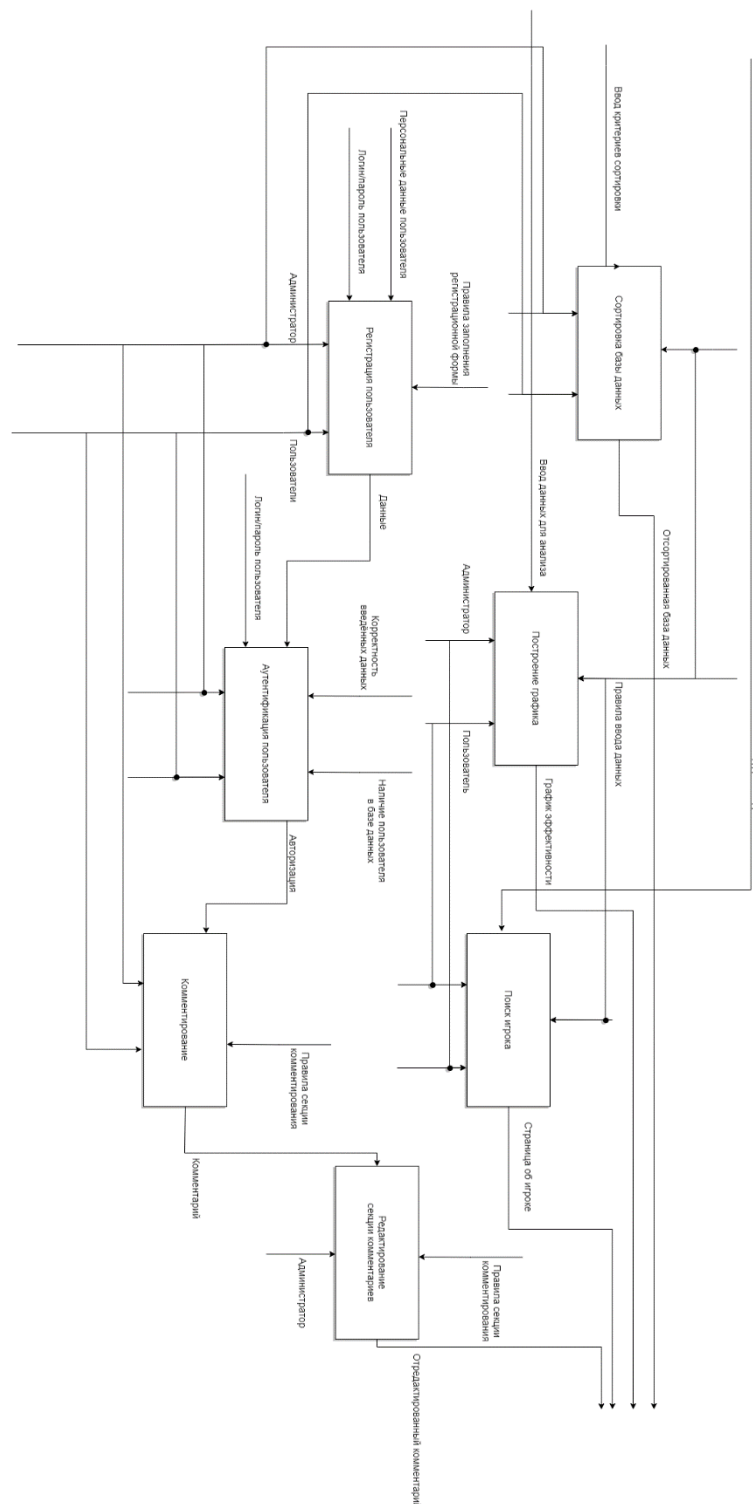 Ввод критериев сортировки
Сортировка базы
данных
Отсортированная база данных
Ввод данных для анализа
Администратор
Пользователь
Построение графика
Правила ввода данных
График эффективности
Поиск игрока
Страница об игроке
Персональные данные пользователя
Логин/пароль пользователя
Правила заполнения
регистрационной формы
Администратор
Пользователи
Регистрация пользователя
Данные
Логин/пароль пользователя
Корректность
введённых данных
Аутентификация пользователя
Наличие пользователя
в базе данных
Авторизация
Комментирование
Правила секции
комментирования
Комментарий
Редактирование
секции комментариев
Администратор
Правила секции
комментирования
Отредактированный комментари